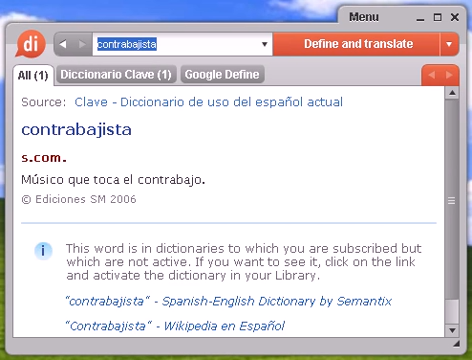 Menu
di
contrabajista
Define and translate
All (1)
Diccionario Clave (1)
Google Define
Source: Clave - Diccionario de uso del español actual
contrabajista
s.com.
Músico que toca el contrabajo.
© Ediciones SM 2006
i
This word is in dictionaries to which you are subscribed but
which are not active. If you want to see it, click on the link
and activate the dictionary in your Library.
"contrabajista" - Spanish-English Dictionary by Semantix
"Contrabajista" - Wikipedia en Español